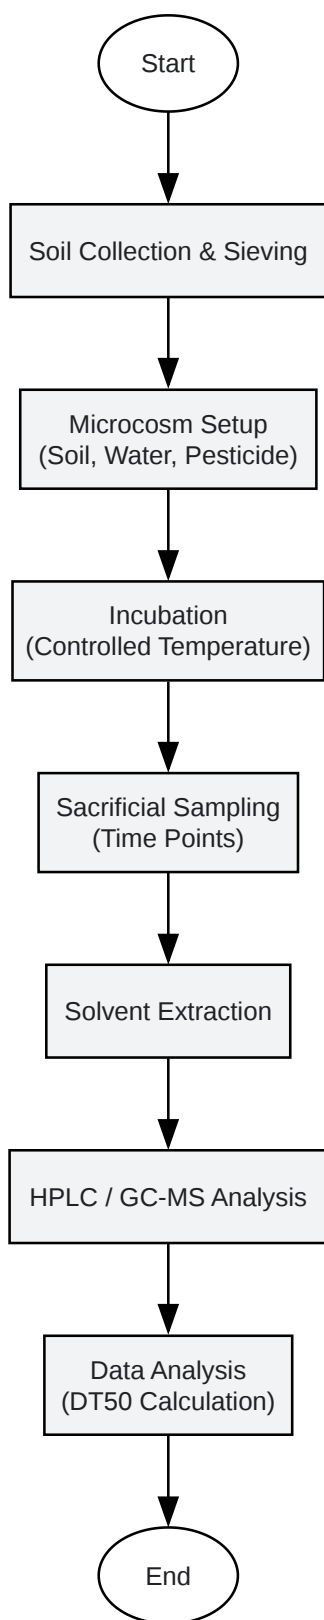 Start
Soil Collection & Sieving
Microcosm Setup
(Soil, Water, Pesticide)
Incubation
(Controlled Temperature)
Sacrificial Sampling
(Time Points)
Solvent Extraction
HPLC / GC-MS Analysis
Data Analysis
(DT50 Calculation)
End